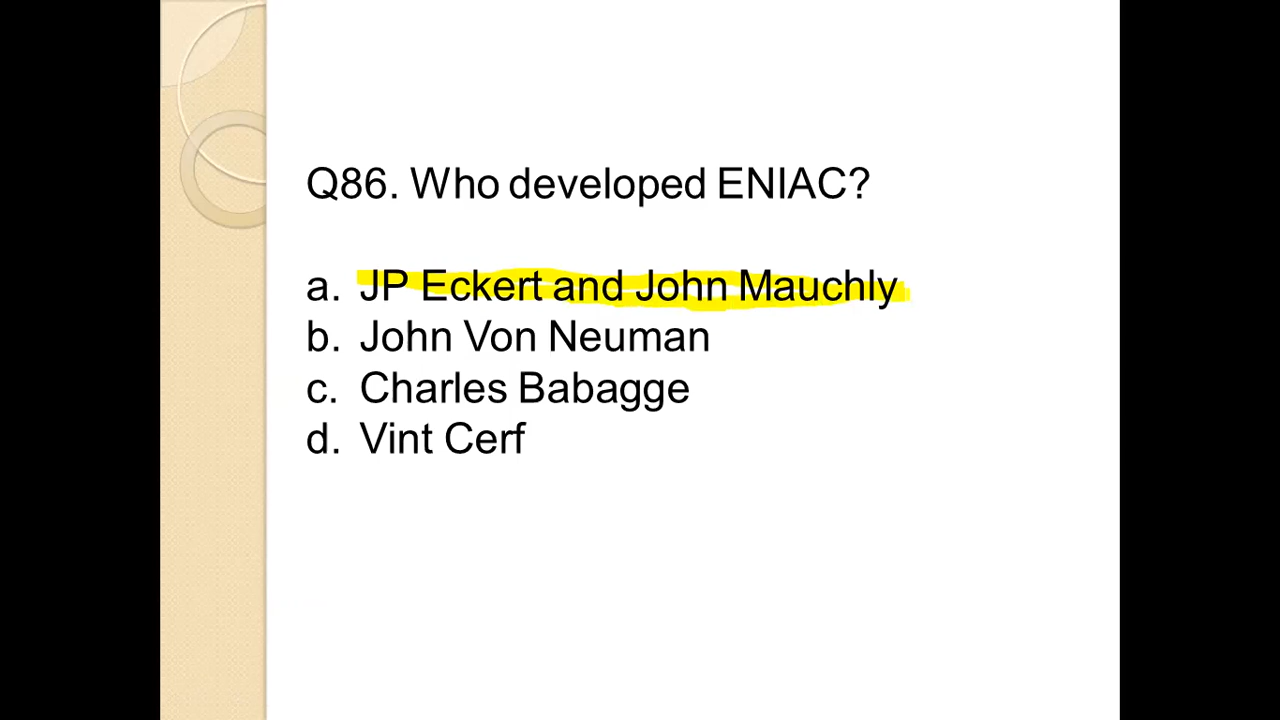 Q86. Who developed ENIAC?
a. JP Eckert and John Mauchly
b. John Von Neuman
c. Charles Babagge
d. Vint Cerf